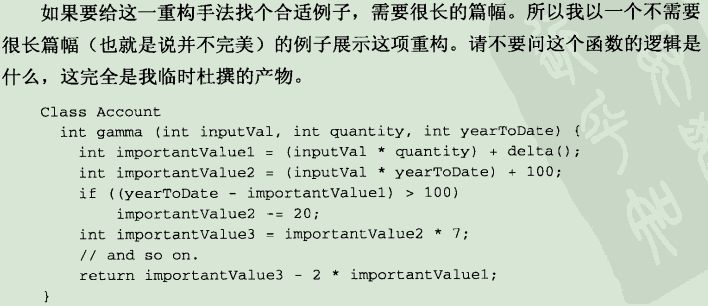 如果要给这一重构手法找个合适例子，需要很长的篇幅。所以我以一个不需要
很长篇幅（也就是说并不完美）的例子展示这项重构。请不要问这个函数的逻辑是
什么，这完全是我临时杜撰的产物。
Class Account
int gamma (int inputVal, int quantity, int yearToDate) {
int importantValue1 = (inputVal * quantity) + delta();
int importantValue2 = (inputVal * yearToDate) + 100;
if ((yearToDate - importantValue1) > 100)
importantValue2 -= 20;
int importantValue3 = importantValue2 * 7;
// and so on.
return importantValue3 - 2 * importantValue1;
}